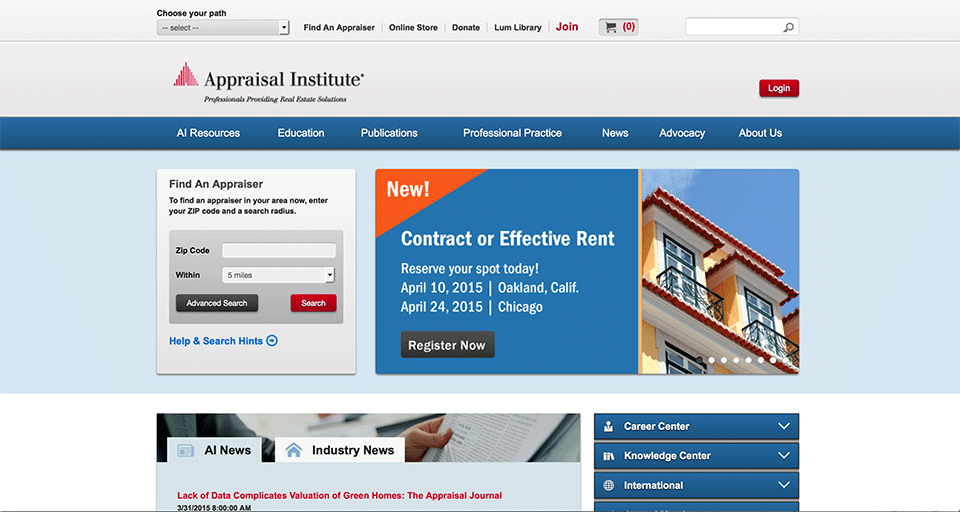 Choose your path
-- select --
Find An Appraiser
Online Store
Donate
Lum Library
Join
(0)
Appraisal Institute®
Professionals Providing Real Estate Solutions
Login
AI Resources
Education
Publications
Professional Practice
News
Advocacy
About Us
Find An Appraiser
To find an appraiser in your area now, enter
your ZIP code and a search radius.
Zip Code
Within
5 miles
Advanced Search
Search
Help & Search Hints
New!
Contract or Effective Rent
Reserve your spot today!
April 10, 2015 | Oakland, Calif.
April 24, 2015 | Chicago
Register Now
AI News
Industry News
Lack of Data Complicates Valuation of Green Homes: The Appraisal Journal
3/31/2015 8:00:00 AM
Career Center
Knowledge Center
International